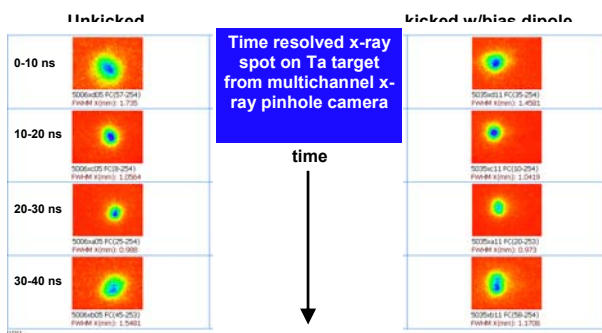 Unkicked
kicked w/bias dipole
Time resolved x-ray
spot on Ta target
from multichannel x-
ray pinhole camera
time
0-10 ns
5006xd05 FC(57-254)
FWHM X(mm): 1.735
5035xd11 FC(35-254)
FWHM X(mm): 1.4581
10-20 ns
5006xc05 FC(8-254)
FWHM X(mm): 1.0564
5035xc11 FC(10-254)
FWHM X(mm): 1.0419
20-30 ns
5006xa05 FC(25-254)
FWHM X(mm): 0.988
5035xa11 FC(20-253)
FWHM X(mm): 0.973
30-40 ns
5006xb05 FC(45-253)
FWHM X(mm): 1.5481
5035xb11 FC(58-254)
FWHM X(mm): 1.1708